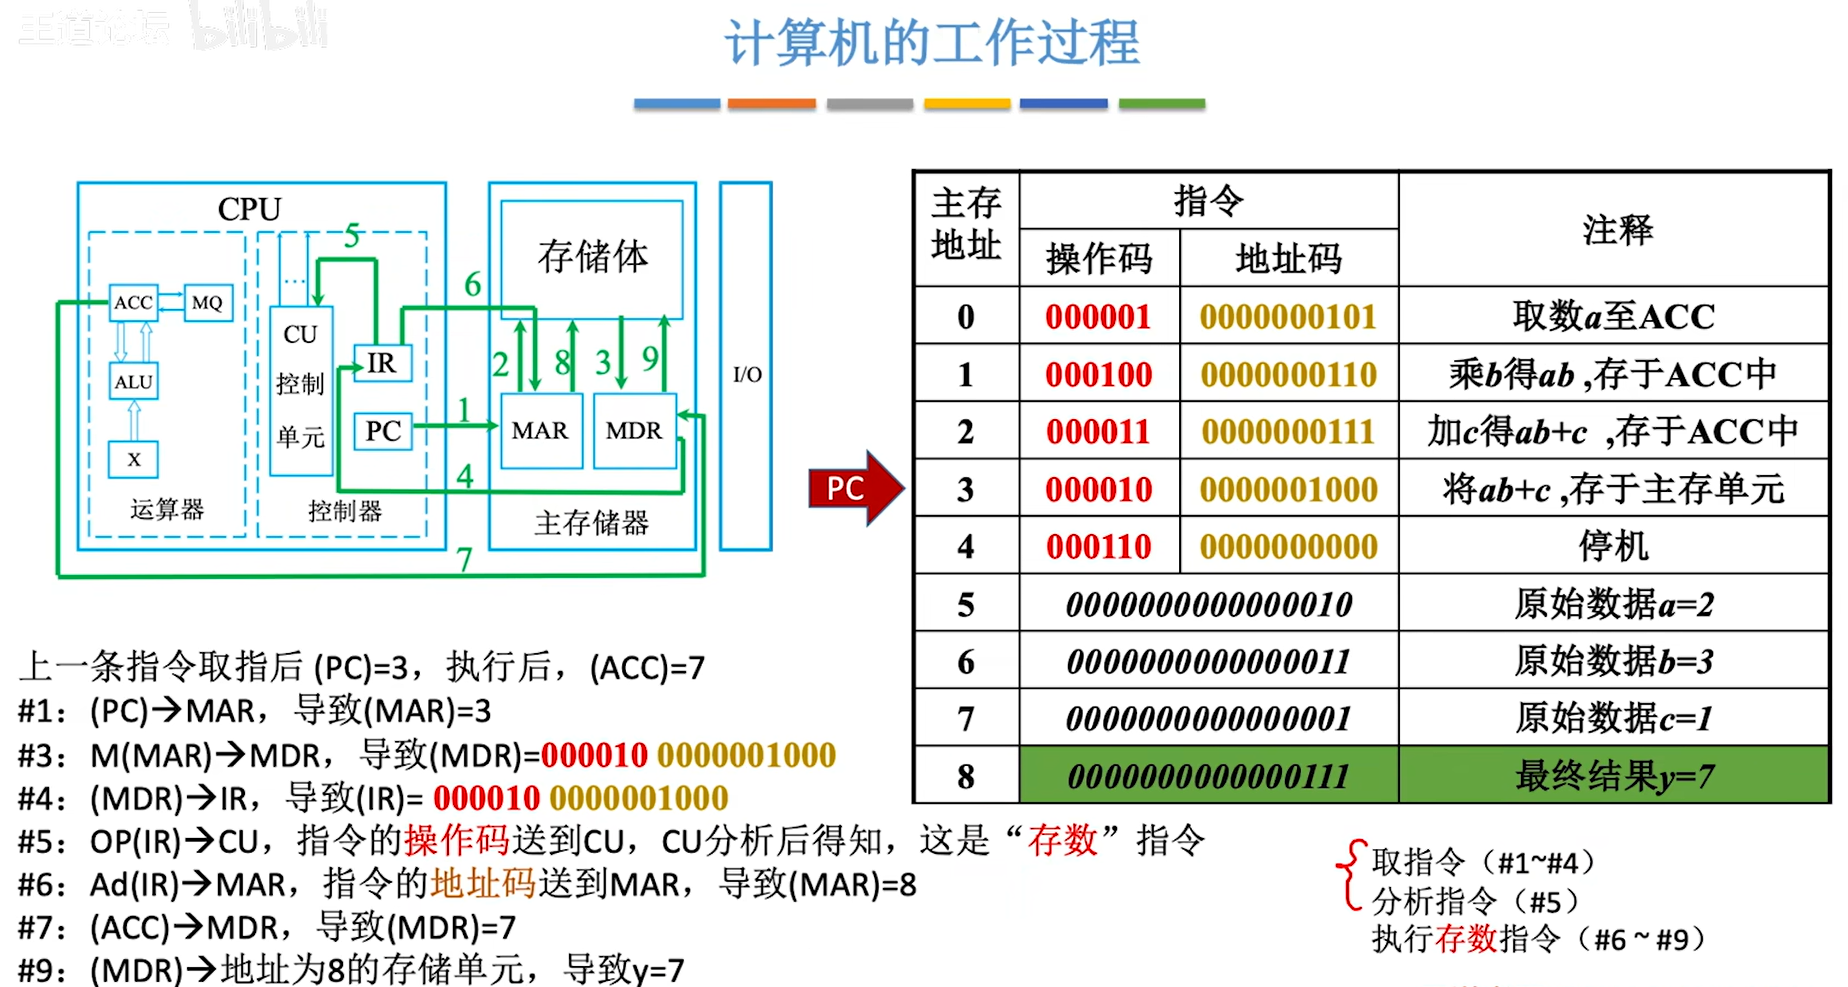 王道论坛 bilibili
计算机的工作过程
CPU
5
ACC
MQ
ALU
X
运算器
...
CU
控制
单元
IR
PC
控制器
6
存储体
2
8
3
9
1
MAR
MDR
4
主存储器
7
I/O
PC
主存地址 指令 注释
操作码 地址码
0 000001 0000000101 取数a至ACC
1 000100 0000000110 乘b得ab ,存于ACC中
2 000011 0000000111 加c得ab+c ,存于ACC中
3 000010 0000001000 将ab+c ,存于主存单元
4 000110 0000000000 停机
5 0000000000000010 原始数据a=2
6 0000000000000011 原始数据b=3
7 0000000000000001 原始数据c=1
8 0000000000000111 最终结果y=7
上一条指令取指后 (PC)=3，执行后，(ACC)=7
#1：(PC)→MAR，导致(MAR)=3
#3：M(MAR)→MDR，导致(MDR)=000010 0000001000
#4：(MDR)→IR，导致(IR)= 000010 0000001000
#5：OP(IR)→CU，指令的操作码送到CU，CU分析后得知，这是“存数”指令
#6：Ad(IR)→MAR，指令的地址码送到MAR，导致(MAR)=8
#7：(ACC)→MDR，导致(MDR)=7
#9：(MDR)→地址为8的存储单元，导致y=7
取指令（#1~#4）
分析指令（#5）
执行存数指令（#6 ~ #9）